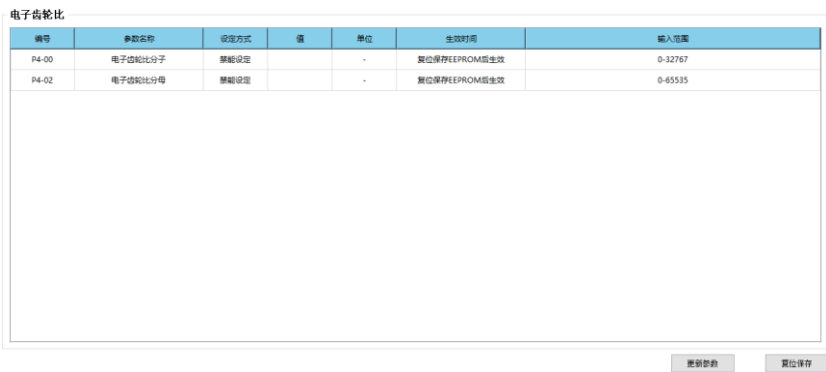 电子齿轮比
编号 参数名称 设定方式 值 单位 生效时间 输入范围
P4-00 电子齿轮比分子 禁能设定 - 复位保存EEPROM后生效 0-32767
P4-02 电子齿轮比分母 禁能设定 - 复位保存EEPROM后生效 0-65535
更新参数 复位保存